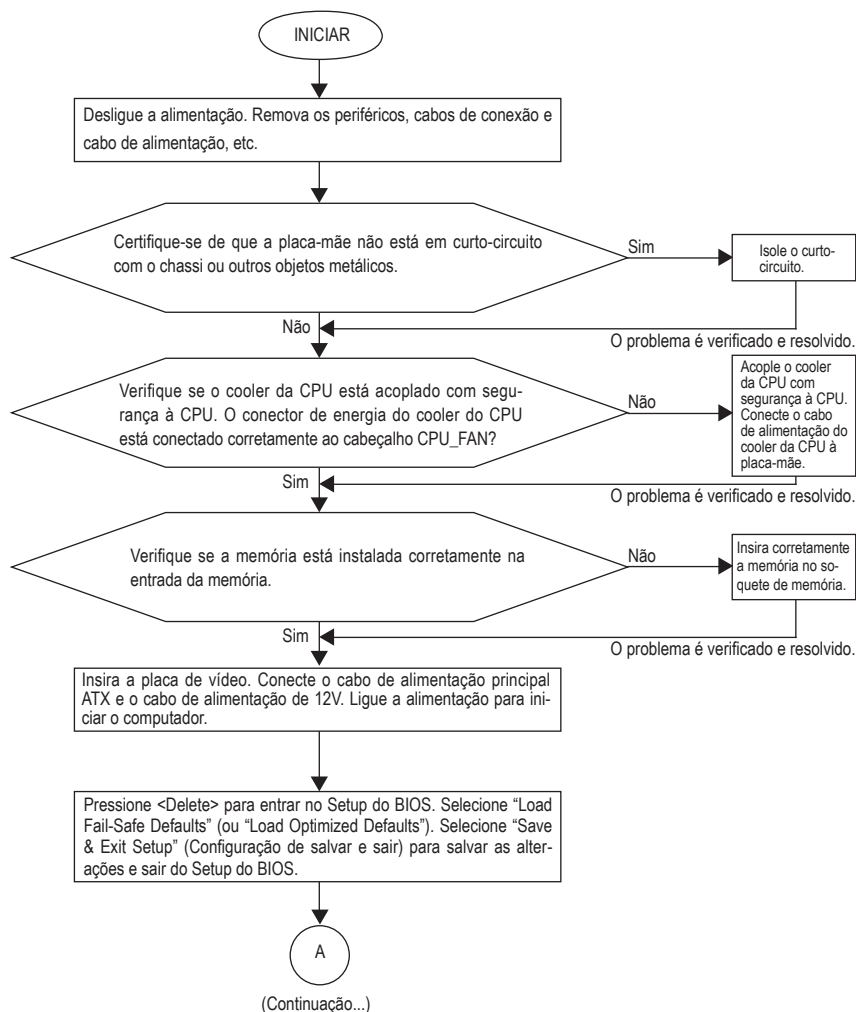 INICIAR
Desligue a alimentação. Remova os periféricos, cabos de conexão e
cabo de alimentação, etc.
Certifique-se de que a placa-mãe não está em curto-circuito
com o chassi ou outros objetos metálicos.
Sim
Isole o curto-
circuito.
Não
O problema é verificado e resolvido.
Verifique se o cooler da CPU está acoplado com segu-
rança à CPU. O conector de energia do cooler do CPU
está conectado corretamente ao cabeçalho CPU_FAN?
Não
Acople o cooler
da CPU com
segurança à CPU.
Conecte o cabo
de alimentação do
cooler da CPU à
placa-mãe.
Sim
O problema é verificado e resolvido.
Verifique se a memória está instalada corretamente na
entrada da memória.
Não
Insira corretamente
a memória no so-
quete de memória.
Sim
O problema é verificado e resolvido.
Insira a placa de vídeo. Conecte o cabo de alimentação principal
ATX e o cabo de alimentação de 12V. Ligue a alimentação para ini-
ciar o computador.
Pressione <Delete> para entrar no Setup do BIOS. Selecione “Load
Fail-Safe Defaults” (ou “Load Optimized Defaults”). Selecione “Save
& Exit Setup” (Configuração de salvar e sair) para salvar as alter-
ações e sair do Setup do BIOS.
A
(Continuação...)